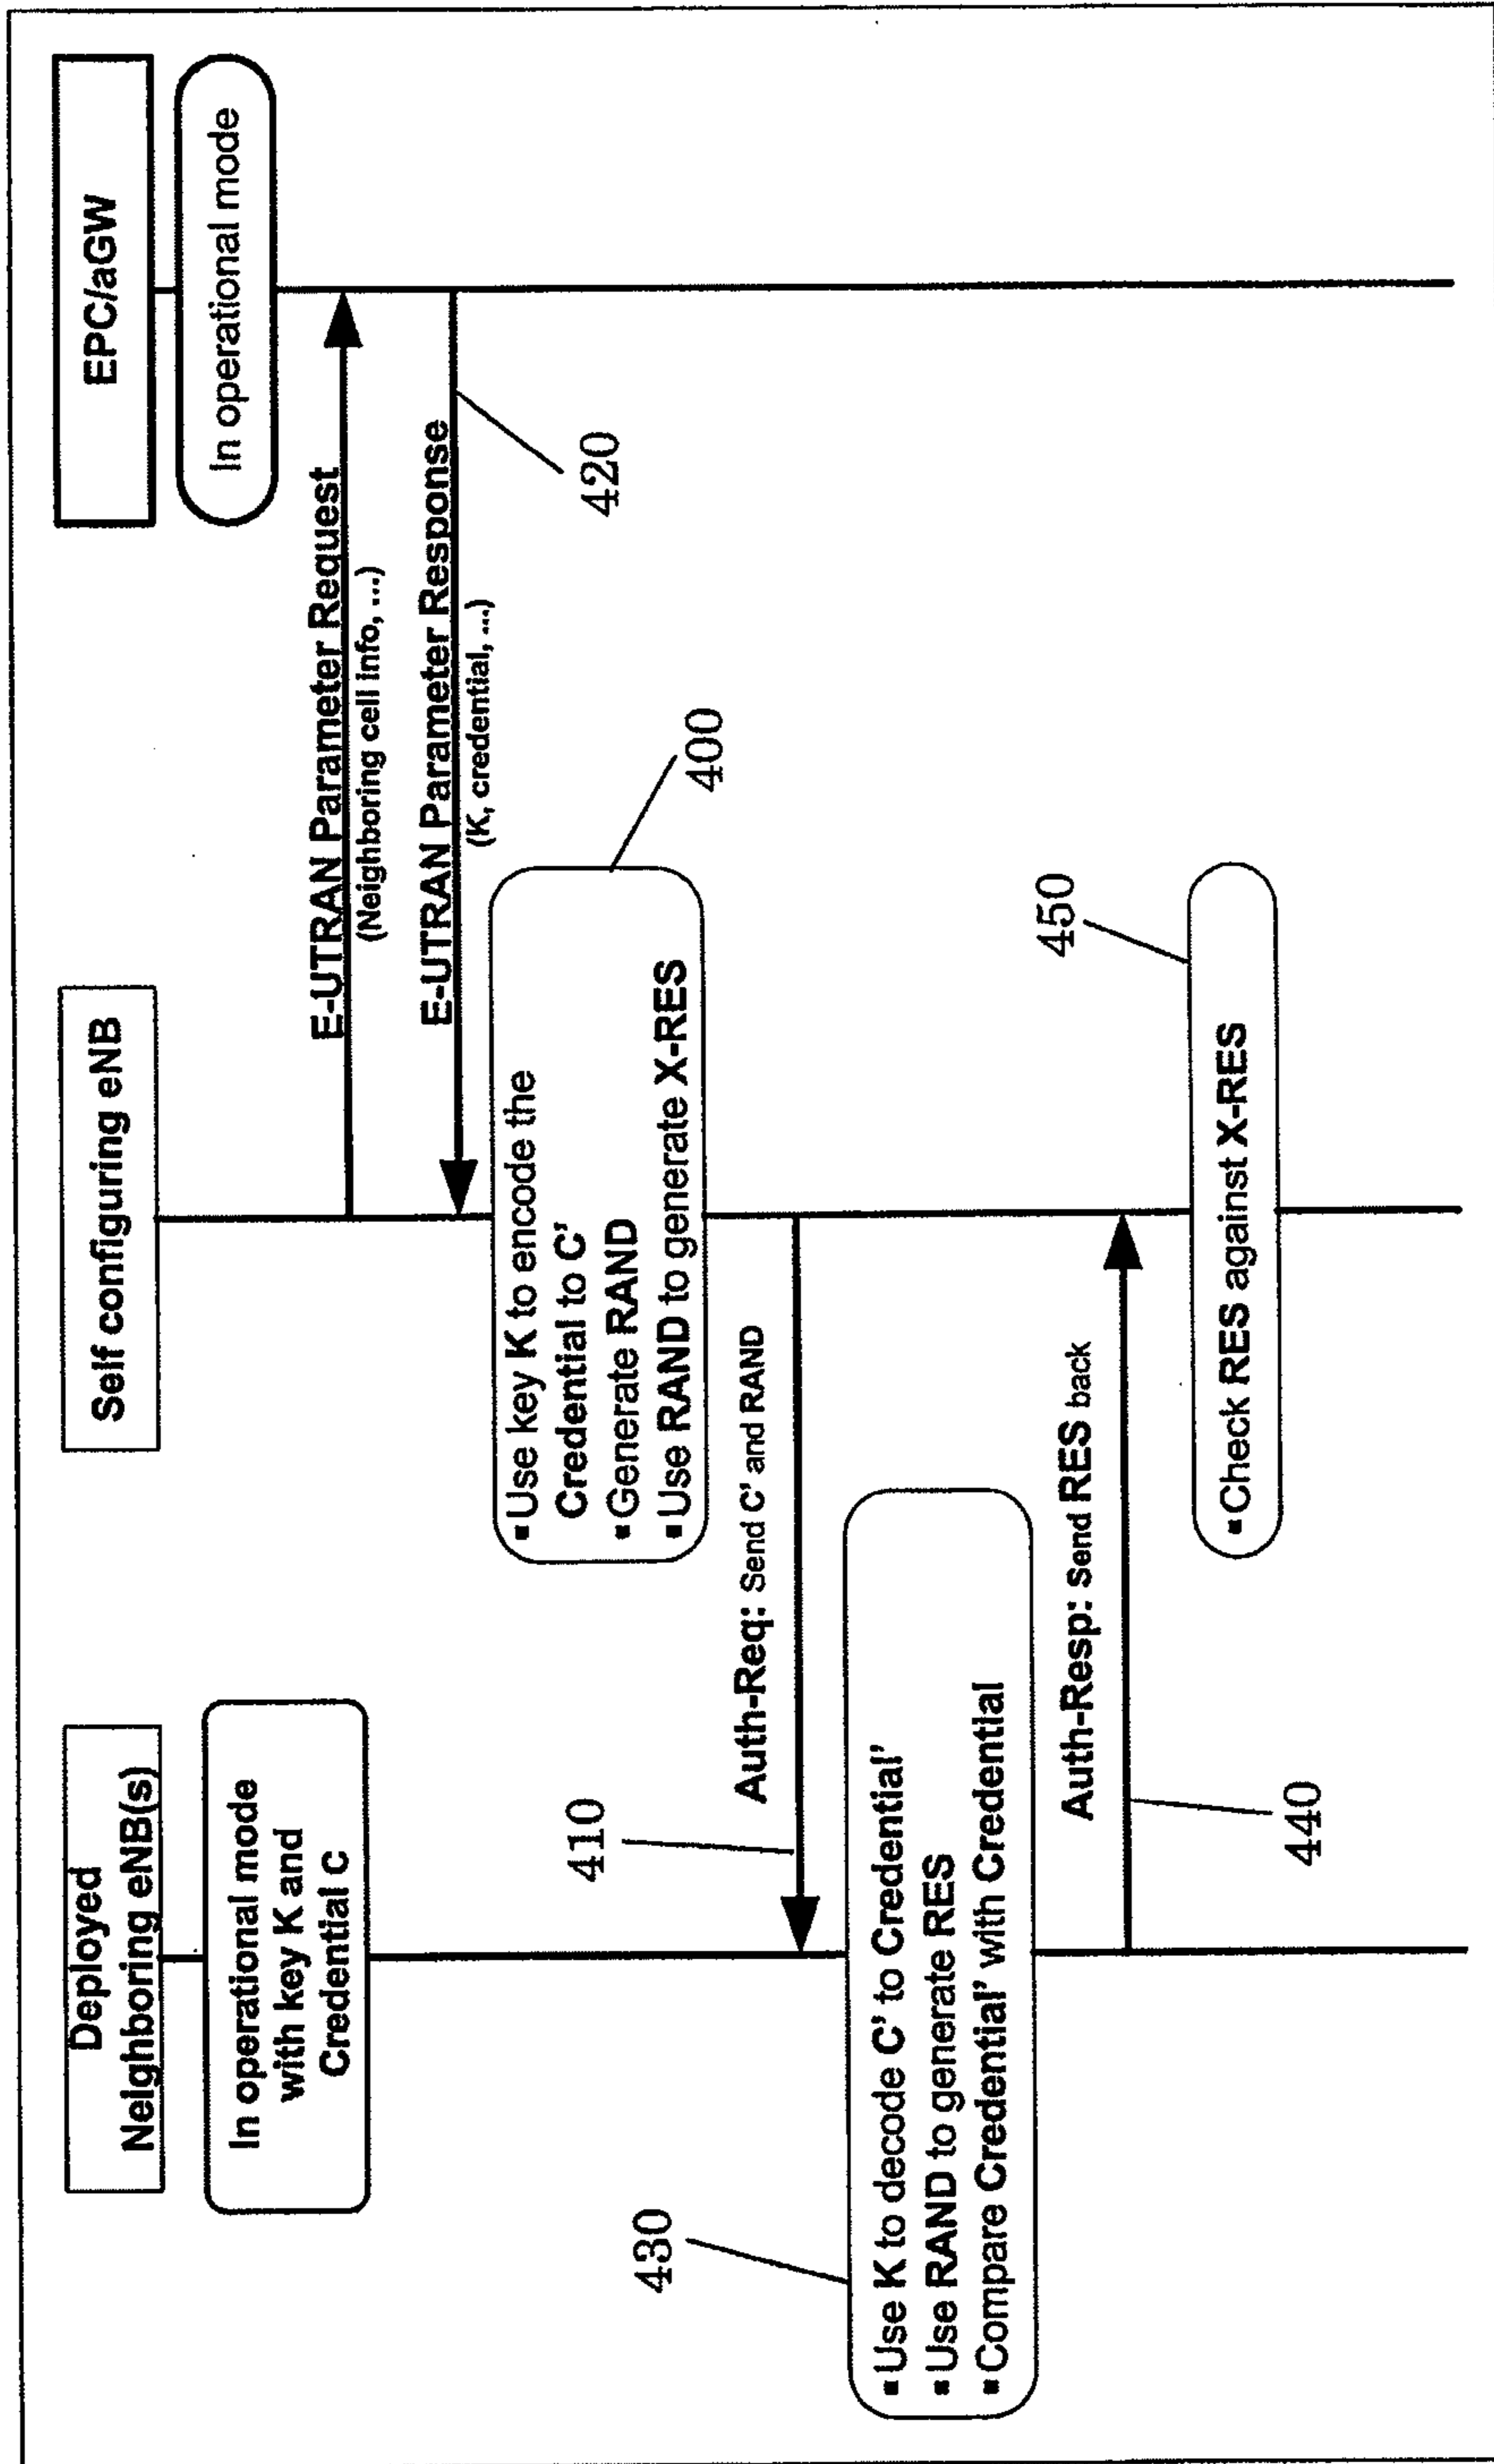 Deployed
Neighboring eNB(s)
Self configuring eNB
EPC/aGW
In operational mode
with key K and
Credential C
In operational mode
E-UTRAN Parameter Request
(Neighboring cell info, ...)
E-UTRAN Parameter Response
(K, credential, ...)
420
▪Use key K to encode the
Credential to C'
▪Generate RAND
▪Use RAND to generate X-RES
400
Auth-Req: Send C' and RAND
410
▪Use K to decode C' to Credential'
▪Use RAND to generate RES
▪Compare Credential' with Credential
430
Auth-Resp: Send RES back
440
▪Check RES against X-RES
450